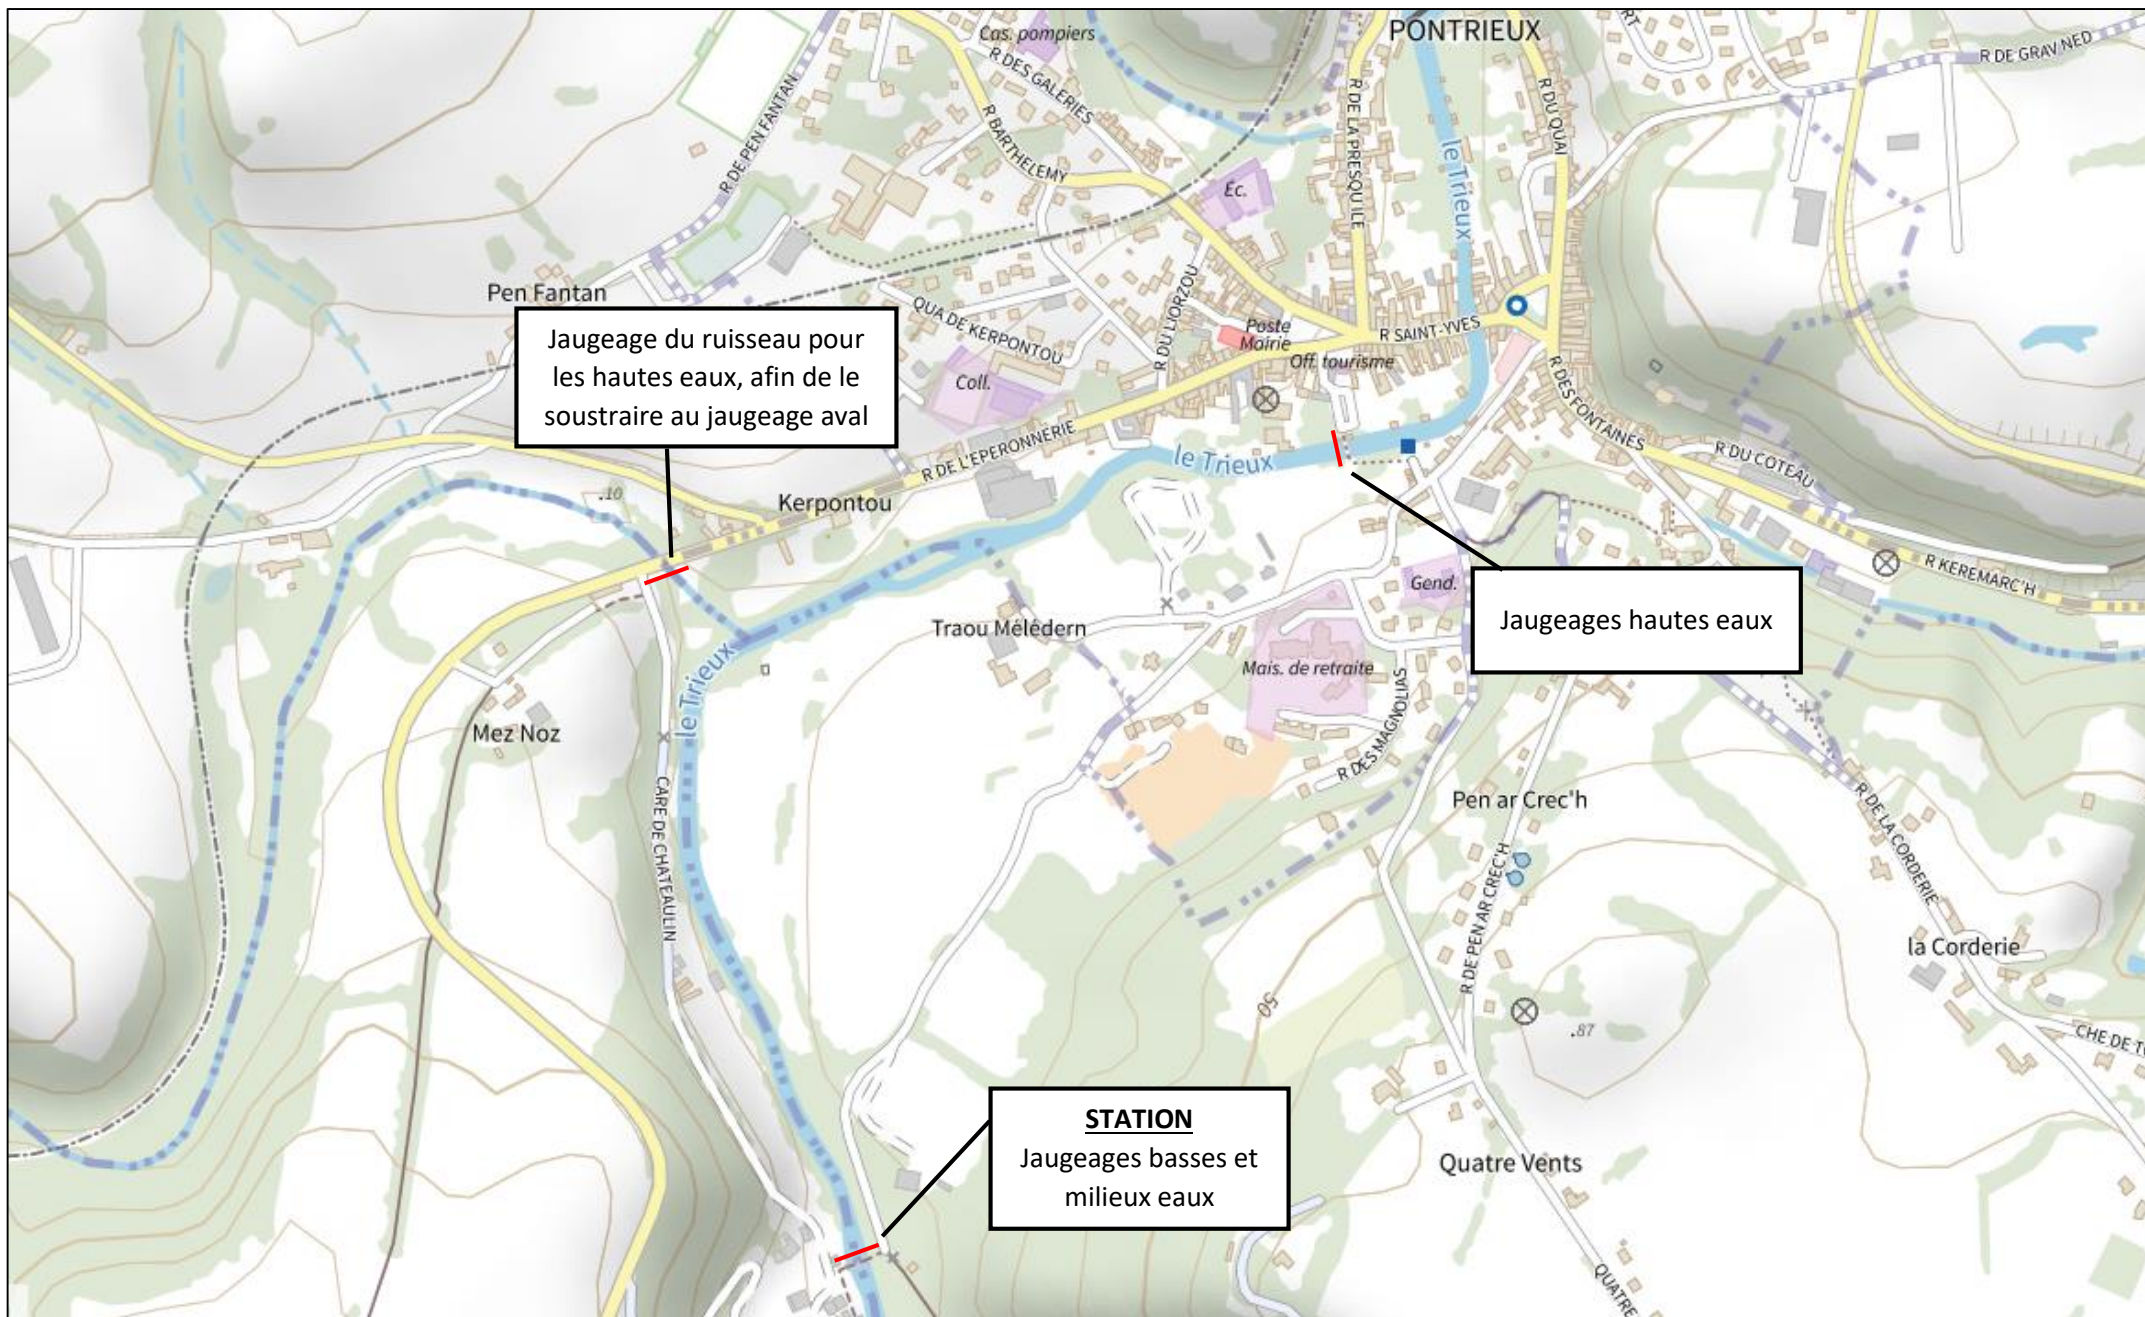 PONTRIEUX
Cas. pompiers
R DES GALERIES
R DE GRAV NED
R DE PEN FANTAN
R BARTHELEMY
R DE LA PRESQU'ILE
R DU QUAI
le Trieux
Éc.
Pen Fantan
QUA DE KERPONTOU
R DU LIORZOU
Poste
Mairie
R SAINT-YVES
Off. tourisme
Coll.
R DES FONTAINES
Jaugeage du ruisseau pour
les hautes eaux, afin de le
soustraire au jaugeage aval
R DE L'EPERONNERIE
le Trieux
R DU COTEAU
.10
Kerpontou
R KEREMARC'H
Gend.
Jaugeages hautes eaux
Traou Mélédern
Mais. de retraite
le Trieux
Mez Noz
R DES MAGNOLIAS
CARE DE CHATEAULIN
Pen ar Crec'h
R DE PEN AR CREC'H
R DE LA CORDERIE
la Corderie
50
.87
CHE DE
STATION
Jaugeages basses et
milieux eaux
Quatre Vents
QUATRE